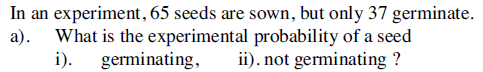 In an experiment, 65 seeds are sown, but only 37 germinate.
a). What is the experimental probability of a seed
i). germinating, ii). not germinating ?